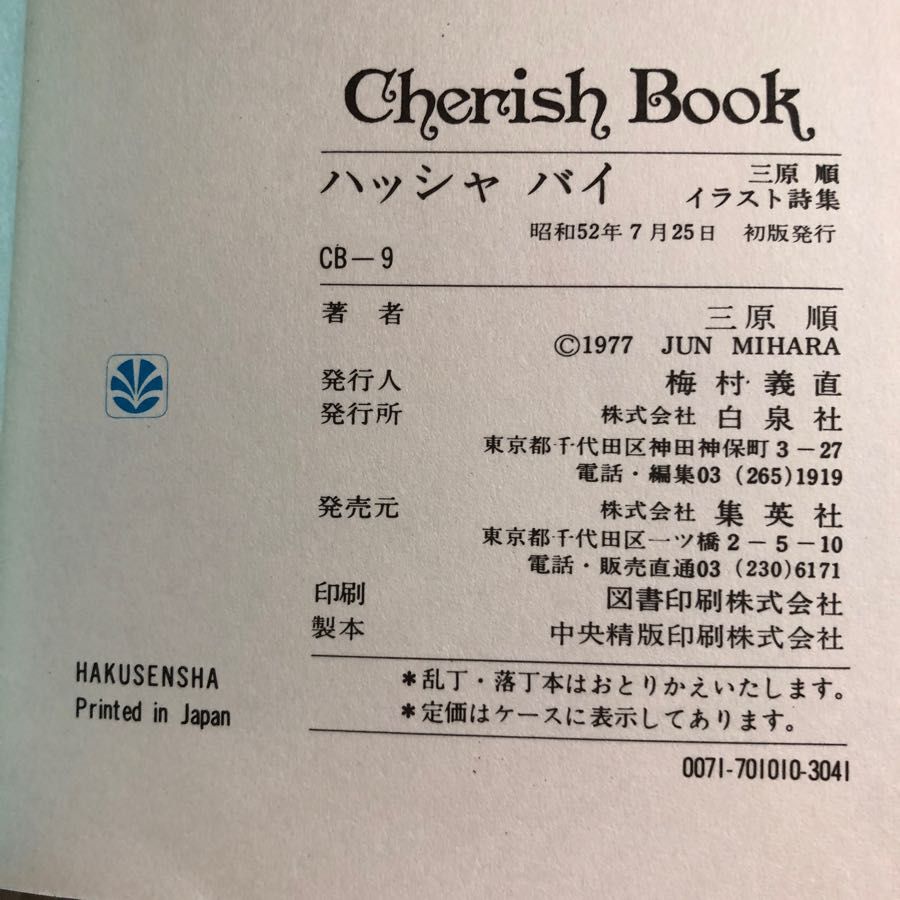 Cherish Book
ハッシャ バイ 三原 順
イラスト詩集
昭和52年7月25日 初版発行
CB－9
著 者 三原 順
©1977 JUN MIHARA
発行人 梅村義直
発行所 株式会社 白泉社
東京都千代田区神田神保町3－27
電話・編集03 (265)1919
発売元 株式会社 集英社
東京都千代田区一ツ橋2－5－10
電話・販売直通03 (230)6171
印刷 図書印刷株式会社
製本 中央精版印刷株式会社
HAKUSENSHA
Printed in Japan
＊乱丁・落丁本はおとりかえいたします。
＊定価はケースに表示してあります。
0071-701010-3041